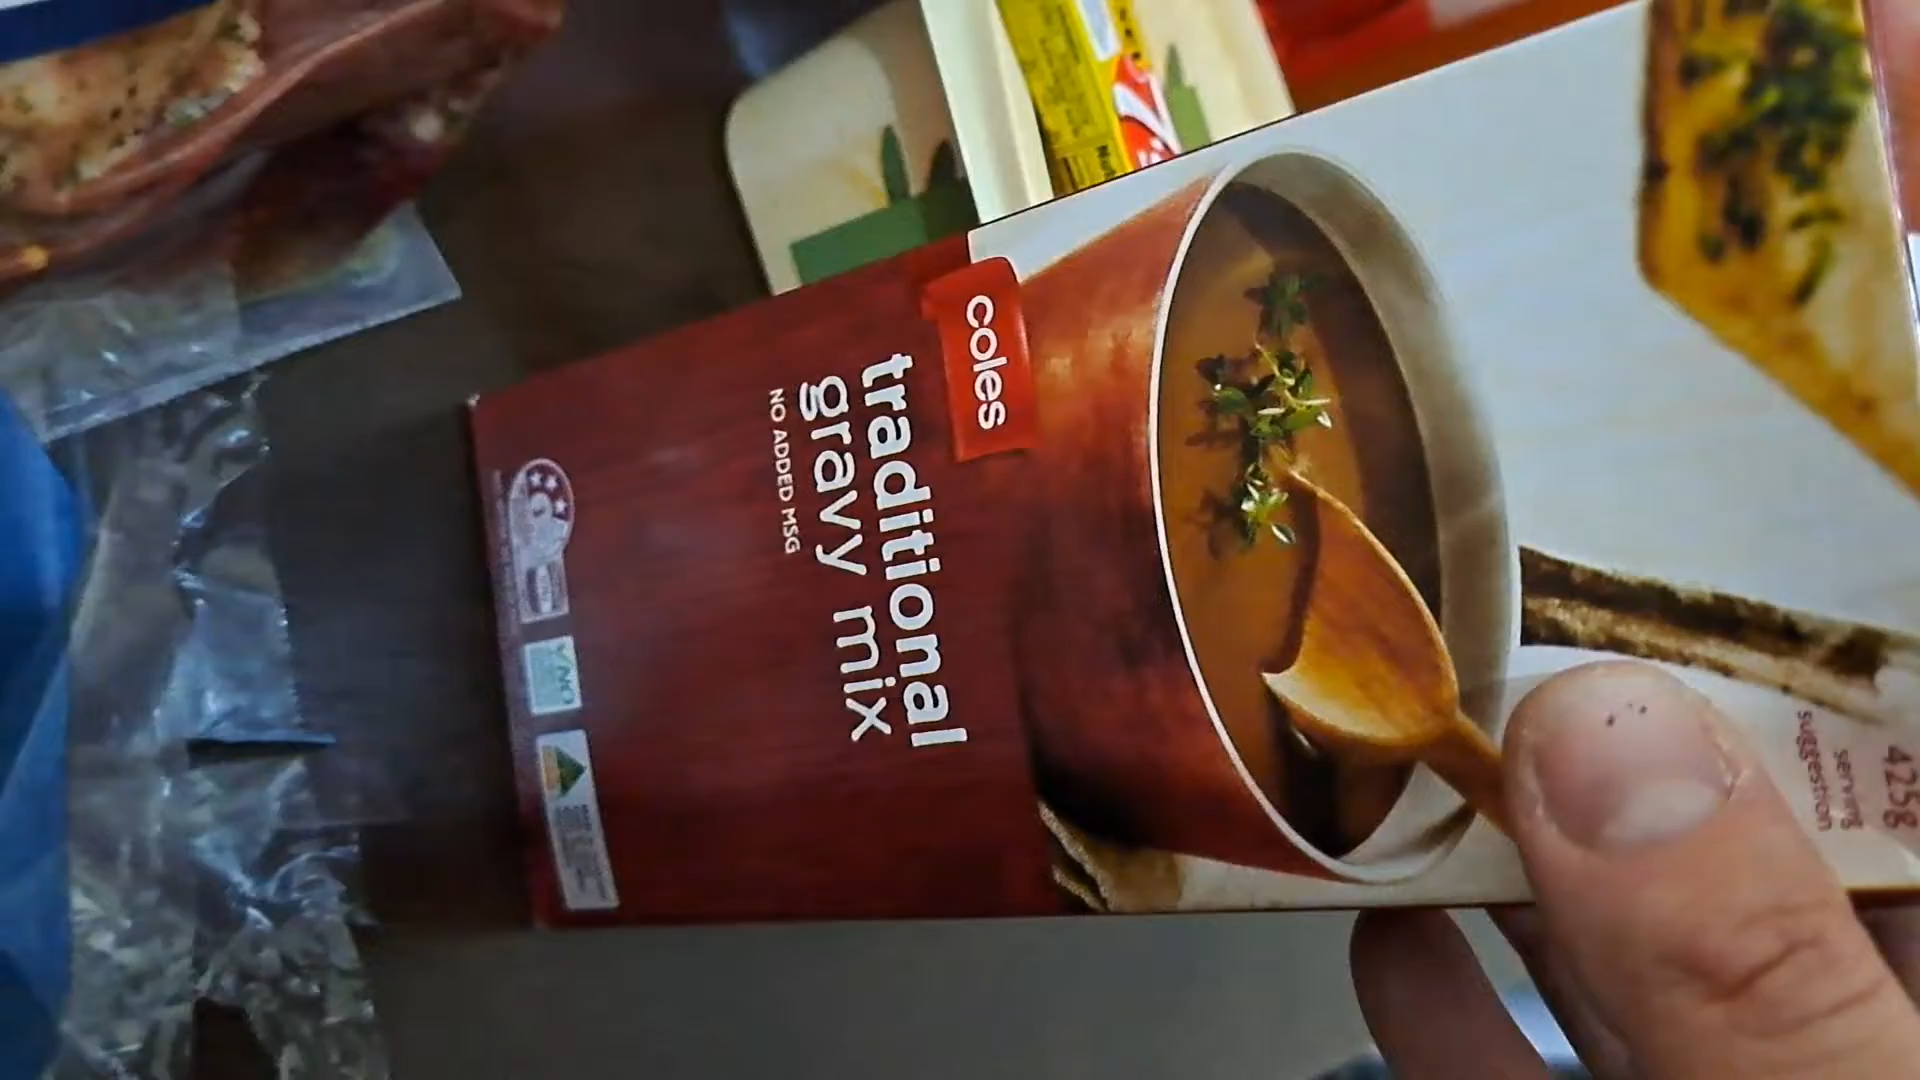 coles
traditional
gravy mix
NO ADDED MSG
425g
serving
suggestion